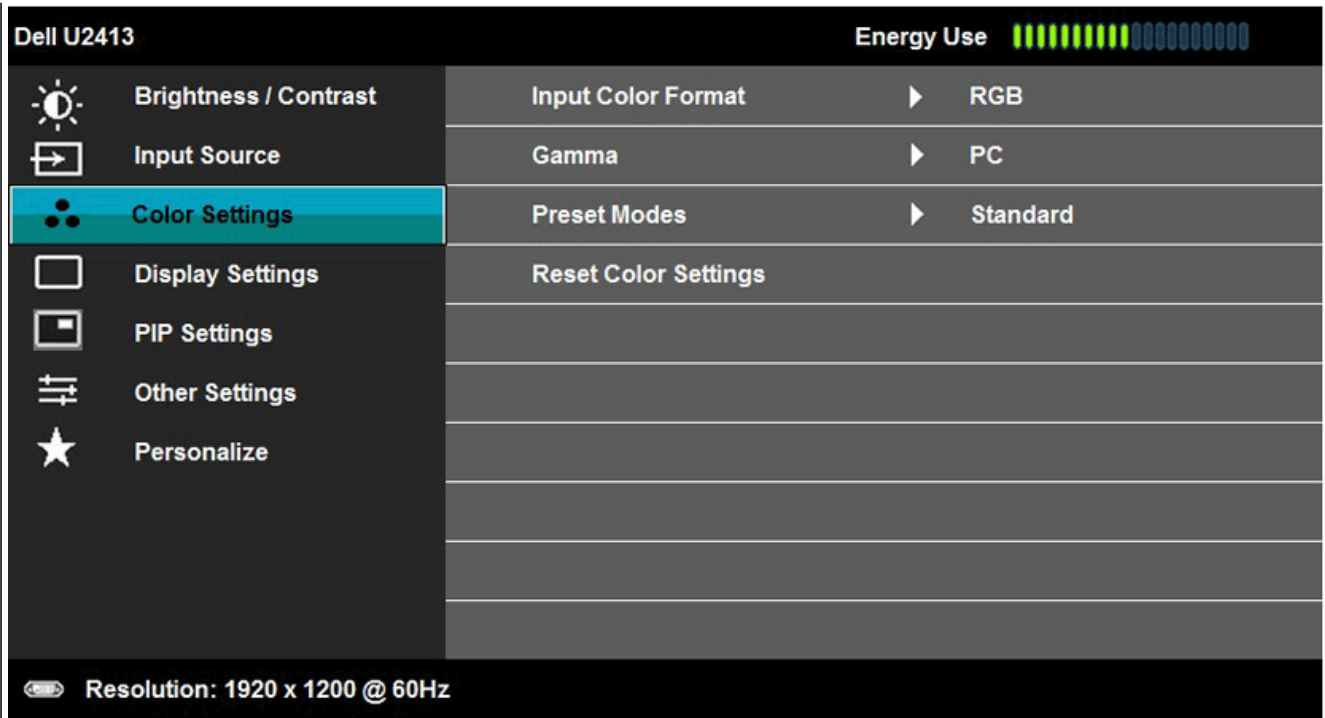 Dell U2413
Energy Use
Brightness / Contrast
Input Source
Color Settings
Display Settings
PIP Settings
Other Settings
Personalize
Input Color Format RGB
Gamma PC
Preset Modes Standard
Reset Color Settings
Resolution: 1920 x 1200 @ 60Hz